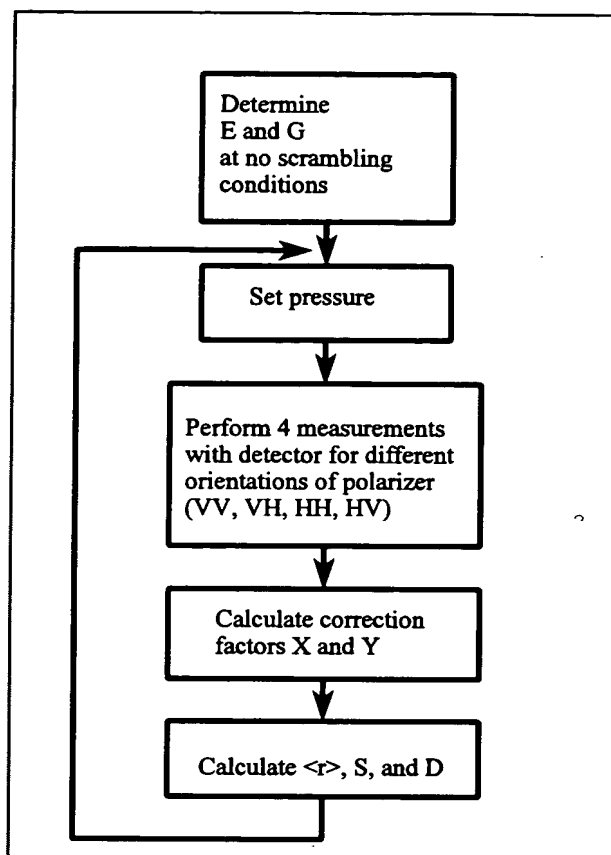 Determine
E and G
at no scrambling
conditions
Set pressure
Perform 4 measurements
with detector for different
orientations of polarizer
(VV, VH, HH, HV)
Calculate correction
factors X and Y
Calculate <r>, S, and D